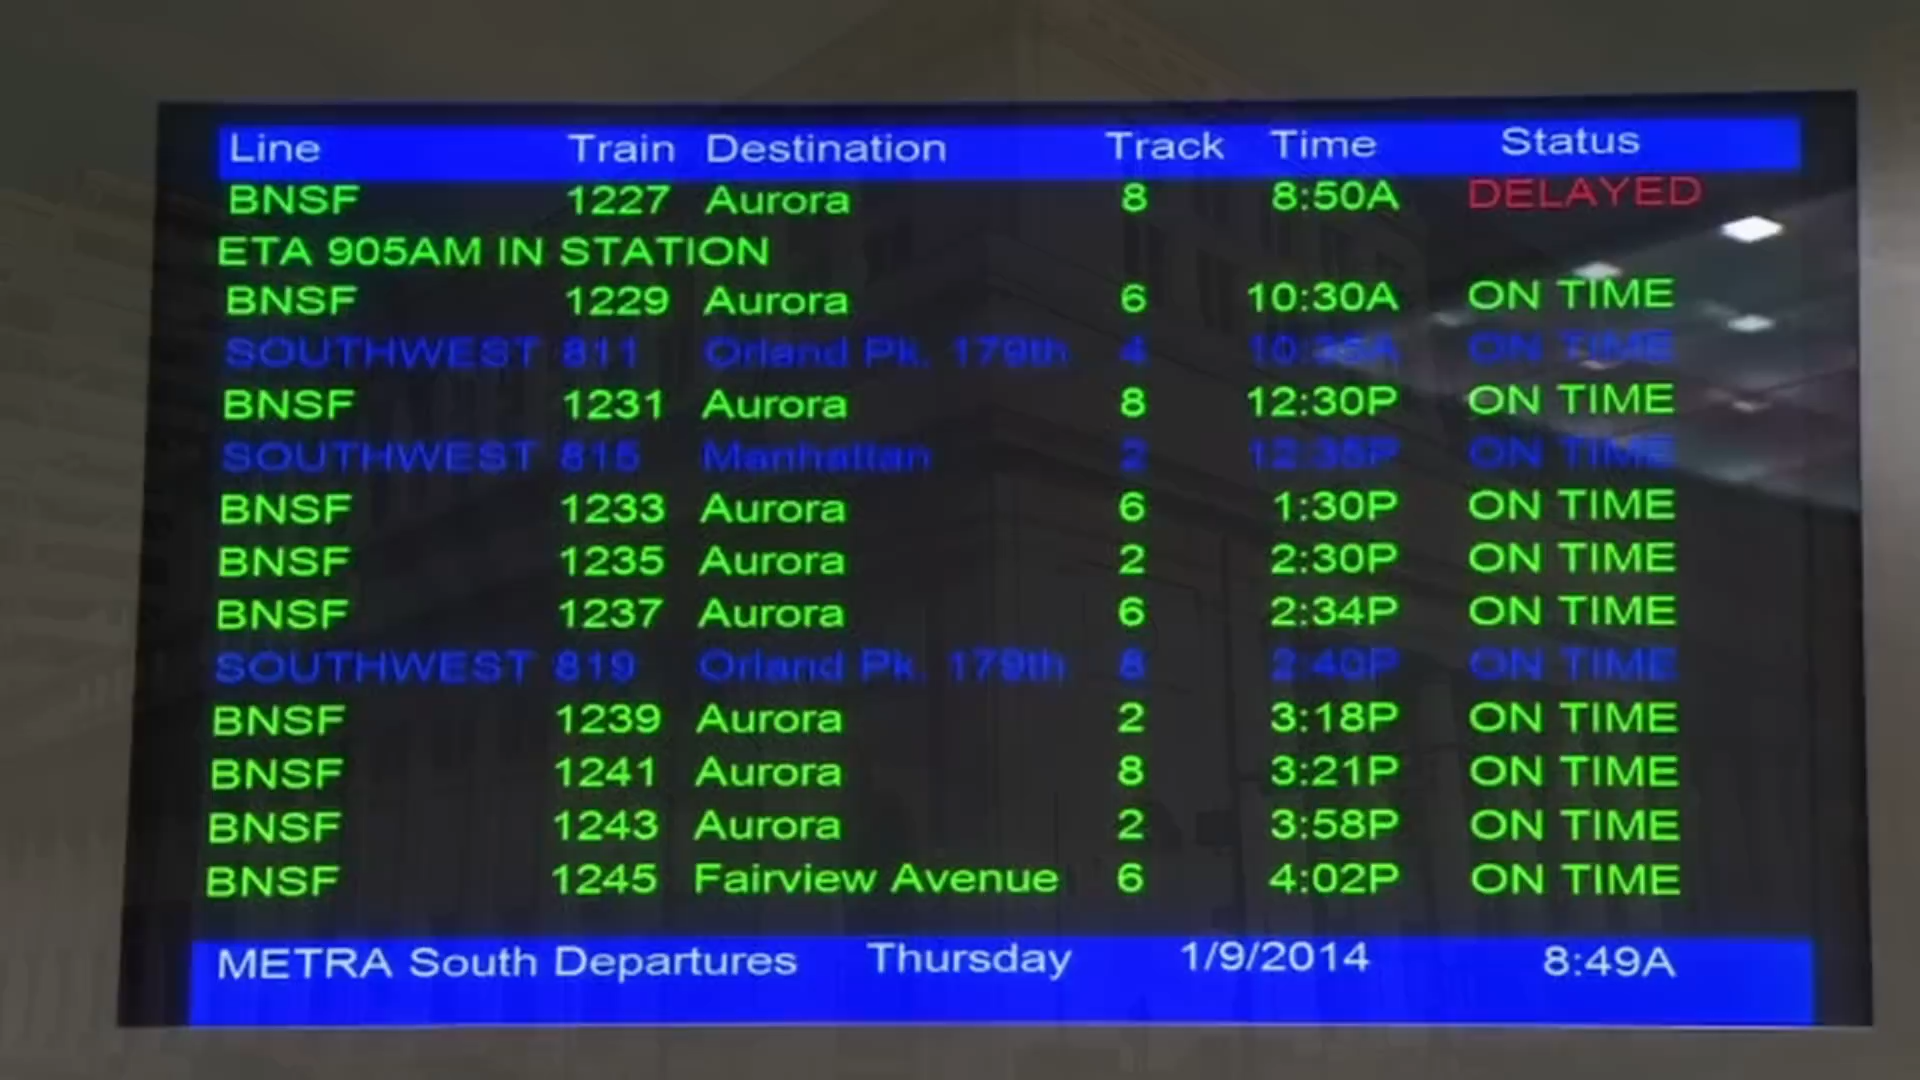 Line Train Destination Track Time Status
BNSF 1227 Aurora 8 8:50A DELAYED
ETA 905AM IN STATION
BNSF 1229 Aurora 6 10:30A ON TIME
SOUTHWEST 811 Orland Pk. 179th 4 ON TIME
BNSF 1231 Aurora 8 12:30P ON TIME
SOUTHWEST 815 Manhattan 2 12:35P ON TIME
BNSF 1233 Aurora 6 1:30P ON TIME
BNSF 1235 Aurora 2 2:30P ON TIME
BNSF 1237 Aurora 6 2:34P ON TIME
SOUTHWEST 819 Orland Pk. 179th 8 2:40P ON TIME
BNSF 1239 Aurora 2 3:18P ON TIME
BNSF 1241 Aurora 8 3:21P ON TIME
BNSF 1243 Aurora 2 3:58P ON TIME
BNSF 1245 Fairview Avenue 6 4:02P ON TIME
METRA South Departures Thursday 1/9/2014 8:49A